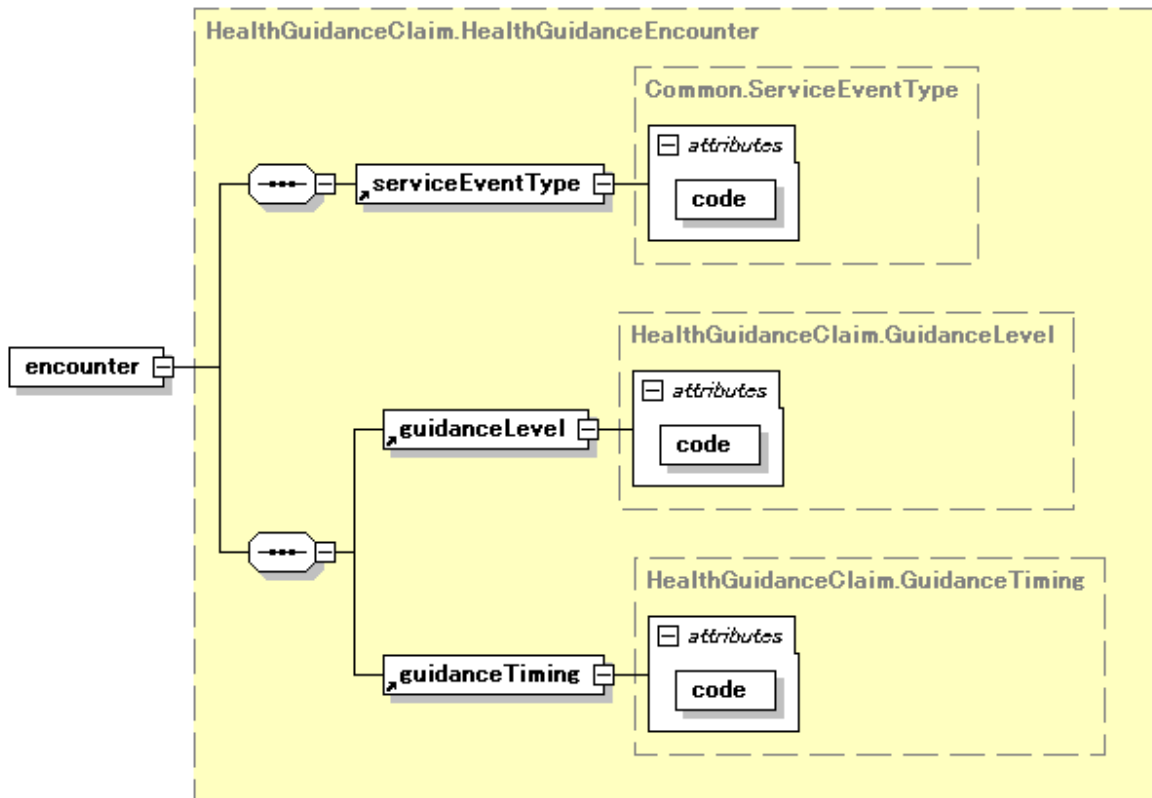 HealthGuidanceClaim.HealthGuidanceEncounter
Common.ServiceEventType
attributes
serviceEventType
code
HealthGuidanceClaim.GuidanceLevel
encounter
attributes
guidanceLevel
code
HealthGuidanceClaim.GuidanceTiming
attributes
guidanceTiming
code